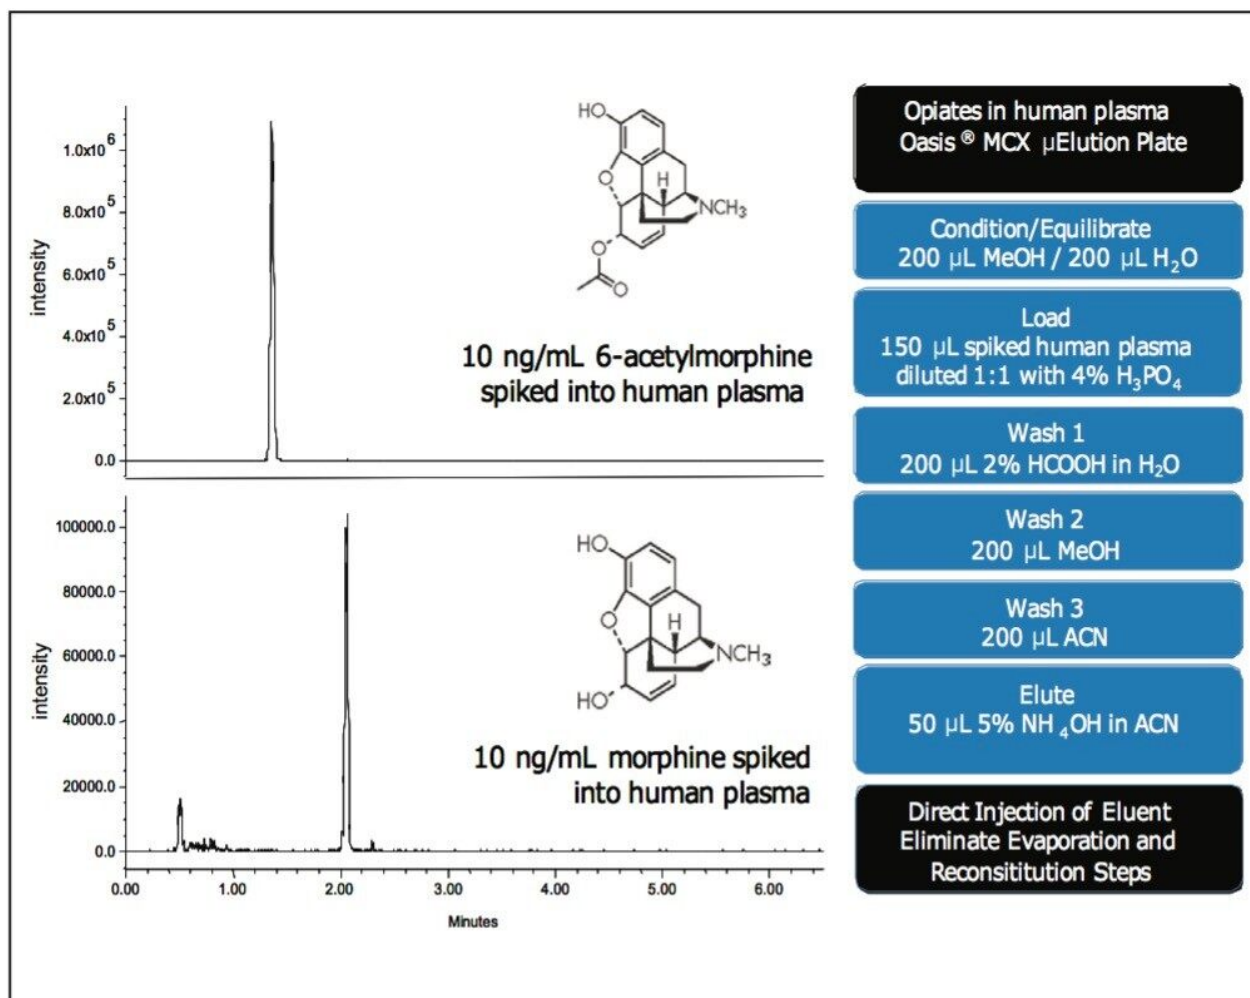 1.0x10⁶
8.0x10⁵
6.0x10⁵
4.0x10⁵
2.0x10⁵
0.0
intensity
HO
O
H
NCH₃
O
O
10 ng/mL 6-acetylmorphine
spiked into human plasma
100000.0
80000.0
60000.0
40000.0
20000.0
0.0
intensity
HO
O
H
NCH₃
HO
10 ng/mL morphine spiked
into human plasma
0.00 1.00 2.00 3.00 4.00 5.00 6.00
Minutes
Opiates in human plasma
Oasis ® MCX µElution Plate
Condition/Equilibrate
200 µL MeOH / 200 µL H₂O
Load
150 µL spiked human plasma
diluted 1:1 with 4% H₃PO₄
Wash 1
200 µL 2% HCOOH in H₂O
Wash 2
200 µL MeOH
Wash 3
200 µL ACN
Elute
50 µL 5% NH₄OH in ACN
Direct Injection of Eluent
Eliminate Evaporation and
Reconsititution Steps